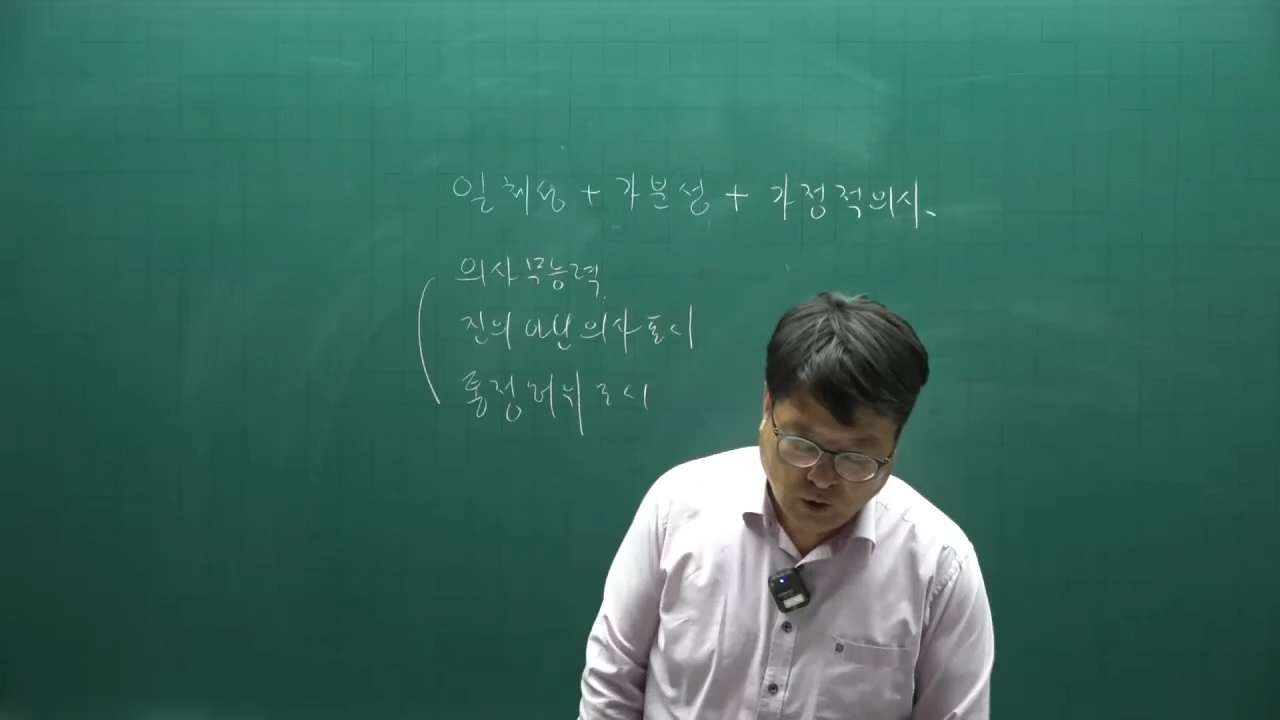 일체성 + 가분성 + 가정적의사.
의사무능력
진의 아닌 의사표시
통정허위표시